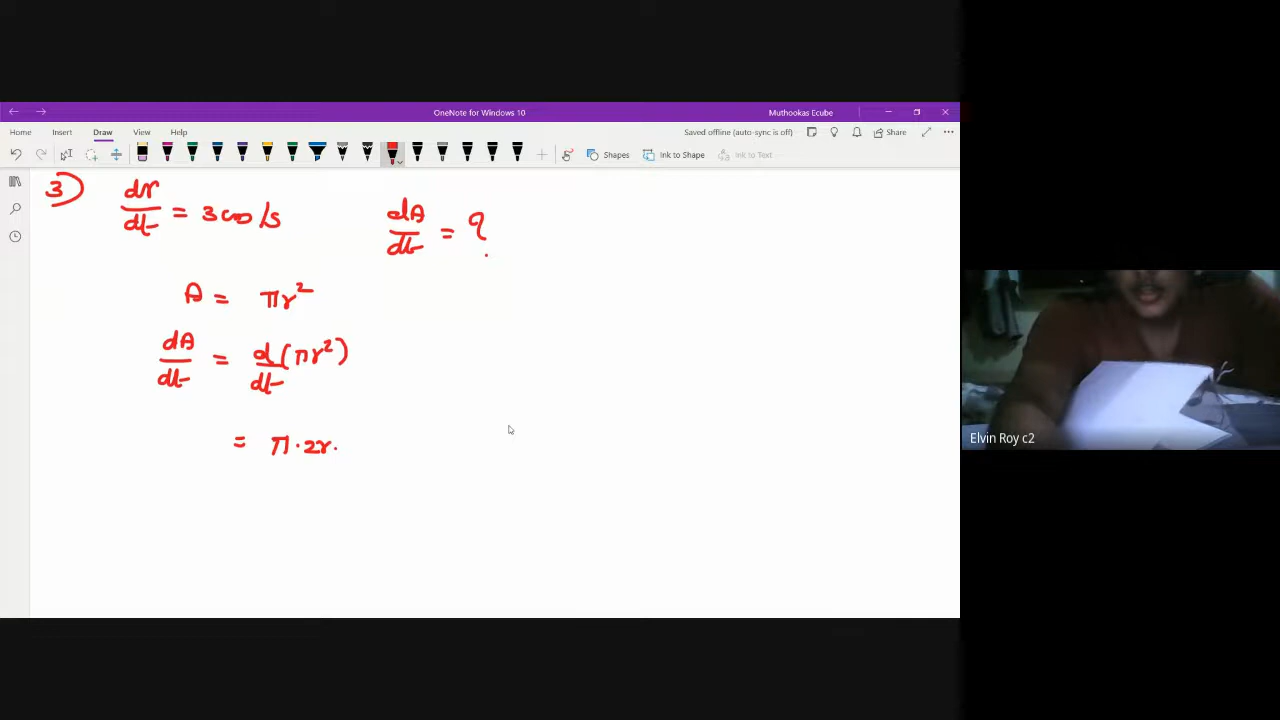 OneNote for Windows 10
Muthookas Ecube
Home Insert Draw View Help
Saved offline (auto-sync is off)
Share
Shapes
Ink to Shape
Ink to Text
3) dr/dt = 3cm/s dA/dt = ?
A = πr²
dA/dt = d/dt (πr²)
= π·2r·
Elvin Roy c2